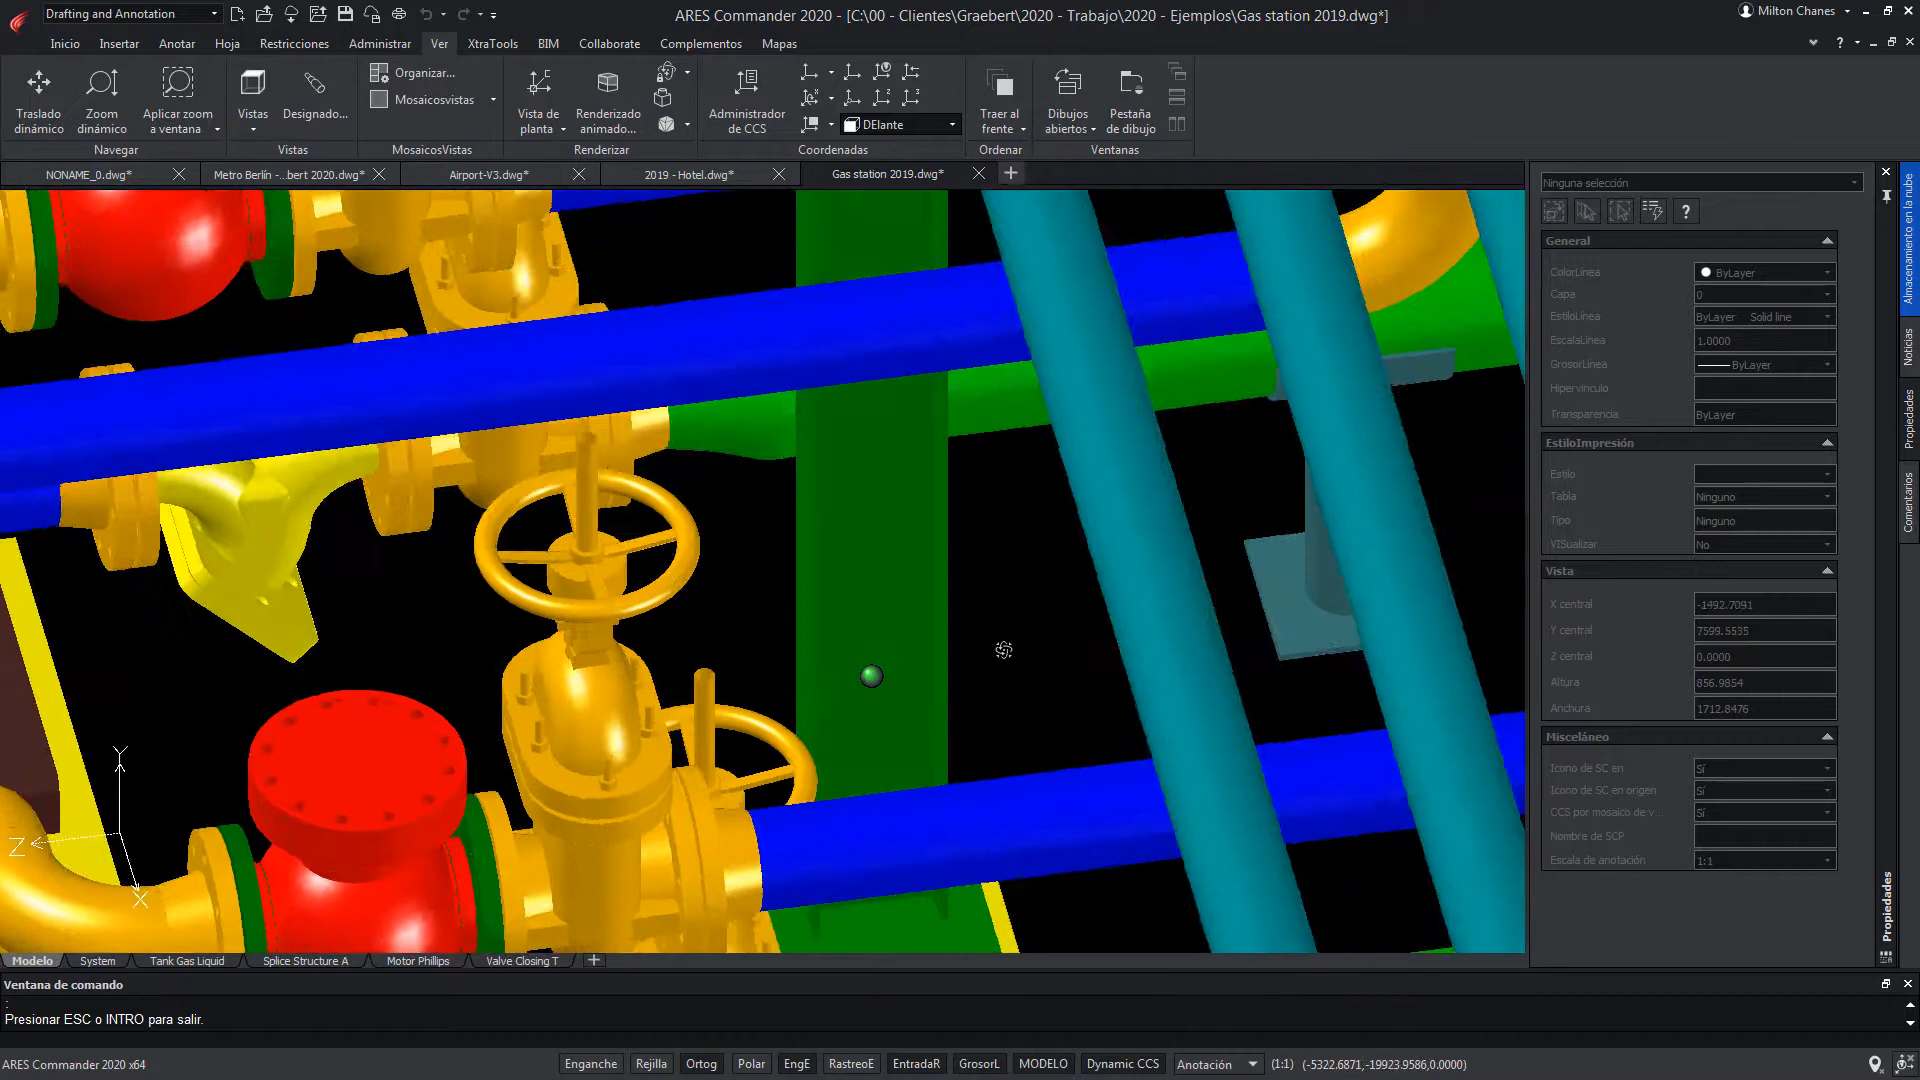 Drafting and Annotation
ARES Commander 2020 - [C:\00 - Clientes\Graebert\2020 - Trabajo\2020 - Ejemplos\Gas station 2019.dwg*]
Milton Chanes
Inicio Insertar Anotar Hoja Restricciones Administrar Ver XtraTools BIM Collaborate Complementos Mapas
Traslado dinámico
Zoom dinámico
Aplicar zoom a ventana
Navegar
Vistas
Designado...
Vistas
Organizar...
Mosaicosvistas
MosaicosVistas
Vista de planta
Renderizado animado...
Renderizar
Administrador de CCS
DElante
Coordenadas
Traer al frente
Ordenar
Dibujos abiertos
Pestaña de dibujo
Ventanas
NONAME_0.dwg*
Metro Berlín -...bert 2020.dwg*
Airport-V3.dwg*
2019 - Hotel.dwg*
Gas station 2019.dwg*
Ninguna selección
General
ColorLínea ByLayer
Capa 0
EstiloLínea ByLayer Solid line
EscalaLínea 1.0000
GrosorLínea ByLayer
Hipervínculo
Transparencia ByLayer
EstiloImpresión
Estilo
Tabla Ninguno
Tipo Ninguno
VISualizar No
Vista
X central -1492.7091
Y central 7599.5535
Z central 0.0000
Altura 856.9854
Anchura 1712.8476
Misceláneo
Icono de SC en Sí
Icono de SC en origen Sí
CCS por mosaico de v... Sí
Nombre de SCP
Escala de anotación 1:1
Almacenamiento en la nube
Noticias
Propiedades
Comentarios
Propiedades
Y
Z
X
Modelo System Tank Gas Liquid Splice Structure A Motor Phillips Valve Closing T
Ventana de comando
:
Presionar ESC o INTRO para salir.
ARES Commander 2020 x64
Enganche Rejilla Ortog Polar EngE RastreoE EntradaR GrosorL MODELO Dynamic CCS Anotación (1:1) (-5322.6871,-19923.9586,0.0000)